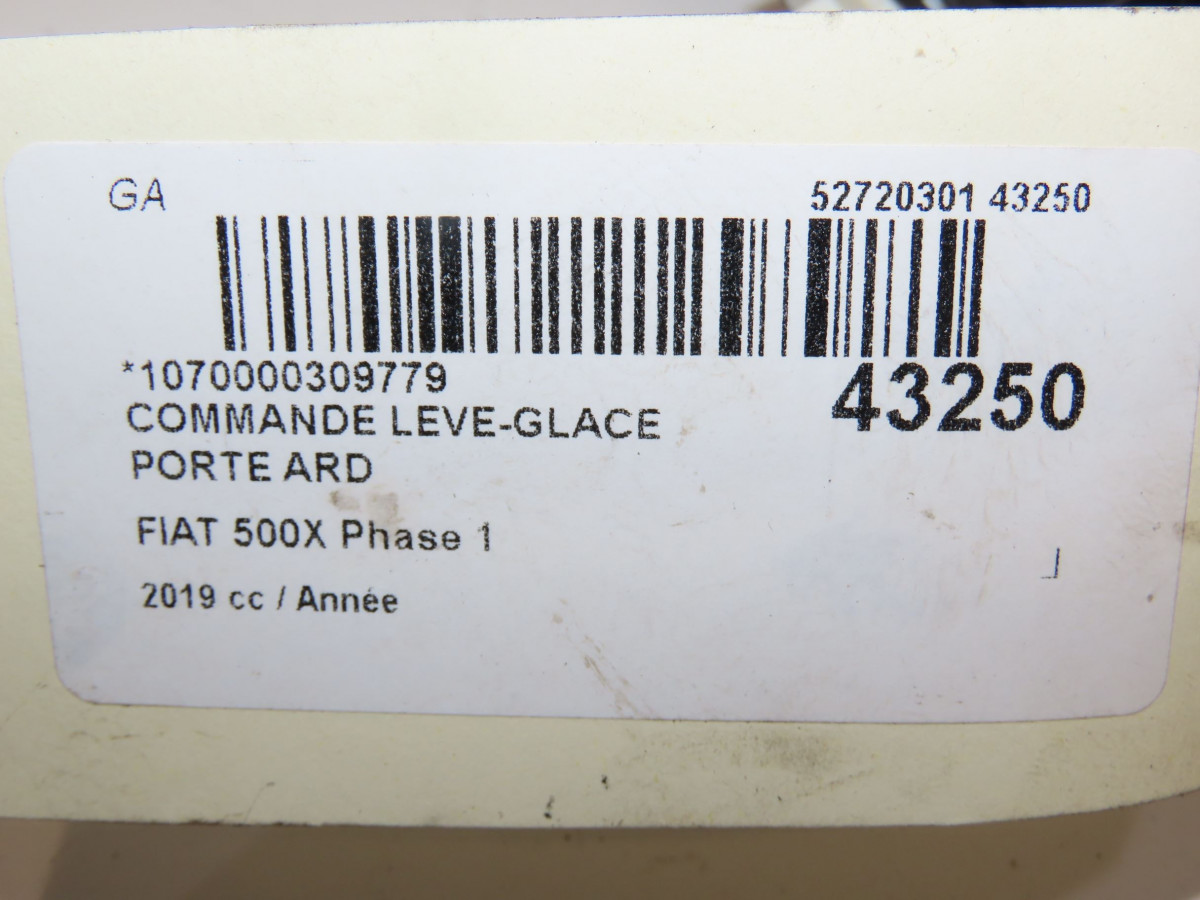 GA
52720301 43250
*1070000309779
43250
COMMANDE LEVE-GLACE
PORTE ARD
FIAT 500X Phase 1
2019 cc / Année